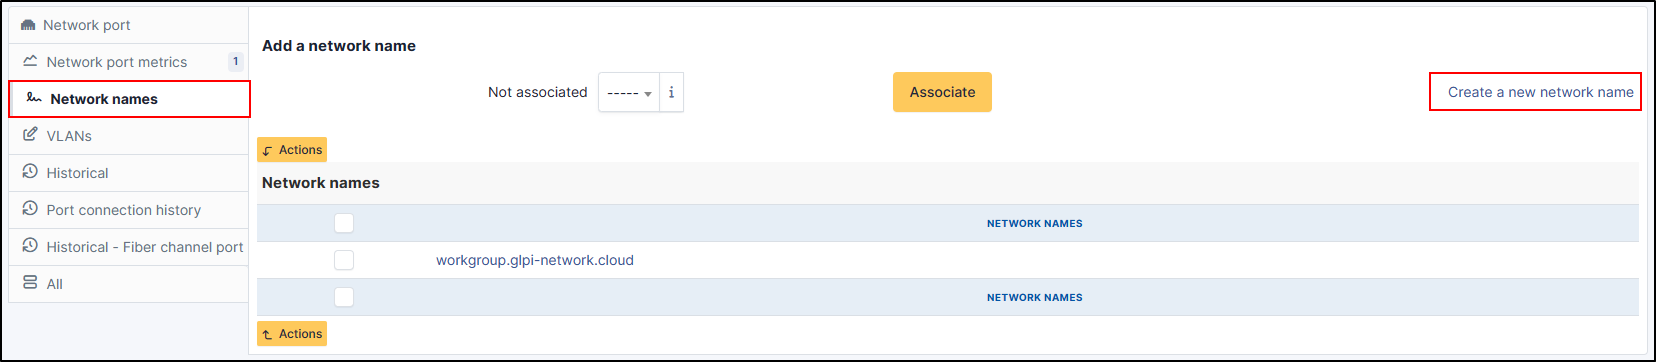 Network port
Network port metrics 1
Network names
VLANs
Historical
Port connection history
Historical - Fiber channel port
All
Add a network name
Not associated ----- i Associate Create a new network name
Actions
Network names
NETWORK NAMES
workgroup.glpi-network.cloud
NETWORK NAMES
Actions